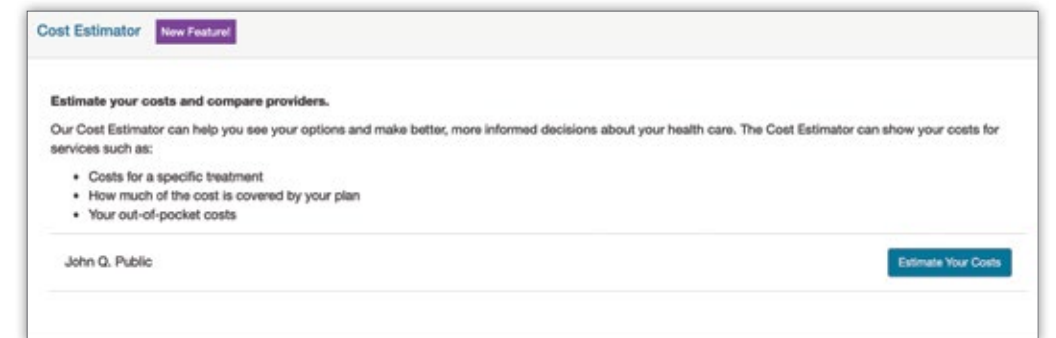 Cost Estimator New Feature!
Estimate your costs and compare providers.
Our Cost Estimator can help you see your options and make better, more informed decisions about your health care. The Cost Estimator can show your costs for
services such as:
• Costs for a specific treatment
• How much of the cost is covered by your plan
• Your out-of-pocket costs
John Q. Public Estimate Your Costs